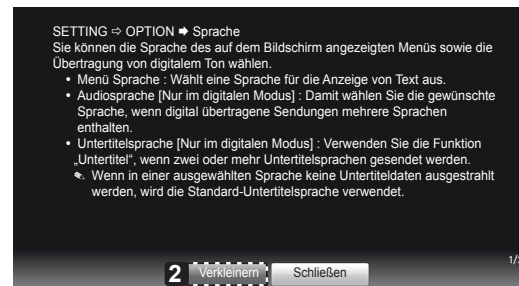 SETTING ⇨ OPTION ➡ Sprache
Sie können die Sprache des auf dem Bildschirm angezeigten Menüs sowie die
Übertragung von digitalem Ton wählen.
• Menü Sprache : Wählt eine Sprache für die Anzeige von Text aus.
• Audiosprache [Nur im digitalen Modus] : Damit wählen Sie die gewünschte
Sprache, wenn digital übertragene Sendungen mehrere Sprachen
enthalten.
• Untertitelsprache [Nur im digitalen Modus] : Verwenden Sie die Funktion
„Untertitel“, wenn zwei oder mehr Untertitelsprachen gesendet werden.
Wenn in einer ausgewählten Sprache keine Untertiteldaten ausgestrahlt
werden, wird die Standard-Untertitelsprache verwendet.
1/
2 Verkleinern Schließen